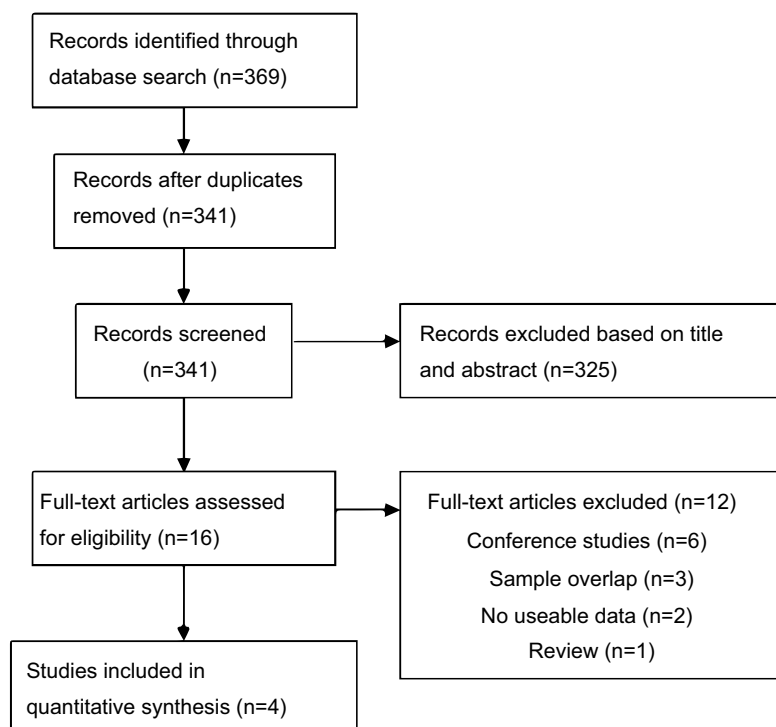 Records identified through
database search (n=369)
Records after duplicates
removed (n=341)
Records screened
(n=341)
Records excluded based on title
and abstract (n=325)
Full-text articles assessed
for eligibility (n=16)
Full-text articles excluded (n=12)
Conference studies (n=6)
Sample overlap (n=3)
No useable data (n=2)
Review (n=1)
Studies included in
quantitative synthesis (n=4)